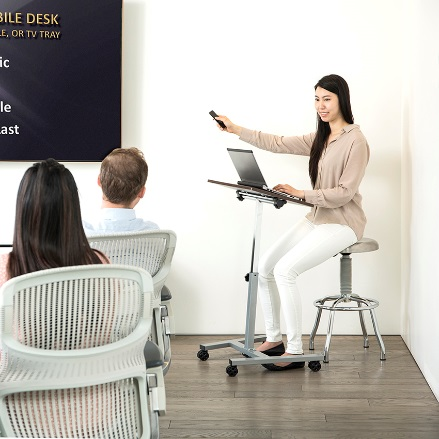 BILE DESK
LE, OR TV TRAY
ic
le
ast